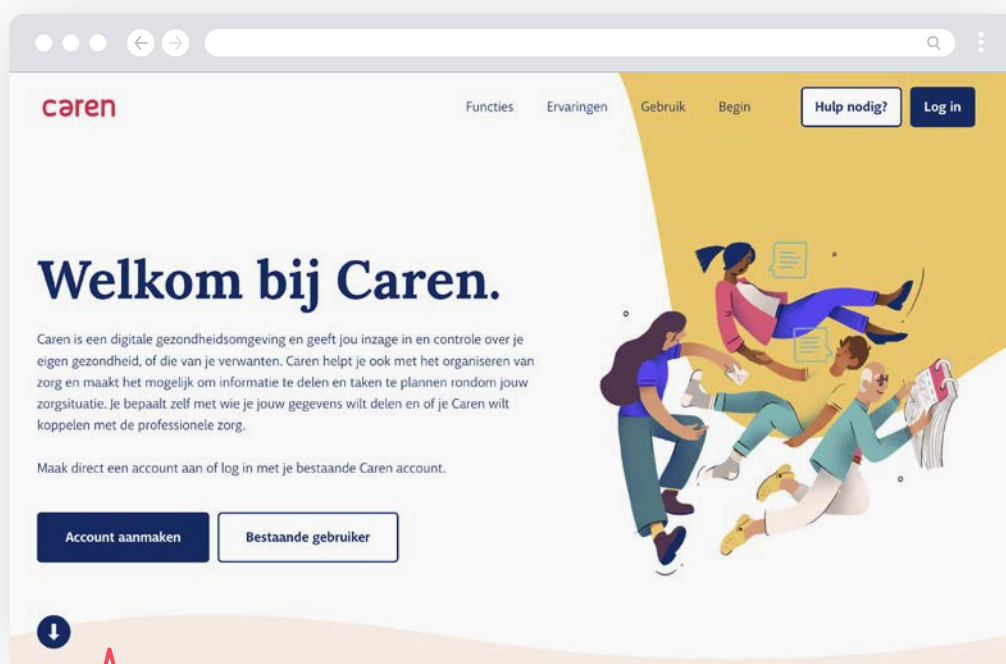 caren
Functies
Ervaringen
Gebruik
Begin
Hulp nodig?
Log in
Welkom bij Caren.
Caren is een digitale gezondheidsomgeving en geeft jou inzage in en controle over je
eigen gezondheid, of die van je verwanten. Caren helpt je ook met het organiseren van
zorg en maakt het mogelijk om informatie te delen en taken te plannen rondom jouw
zorgsituatie. Je bepaalt zelf met wie je jouw gegevens wilt delen en of je Caren wilt
koppelen met de professionele zorg.
Maak direct een account aan of log in met je bestaande Caren account.
Account aanmaken
Bestaande gebruiker